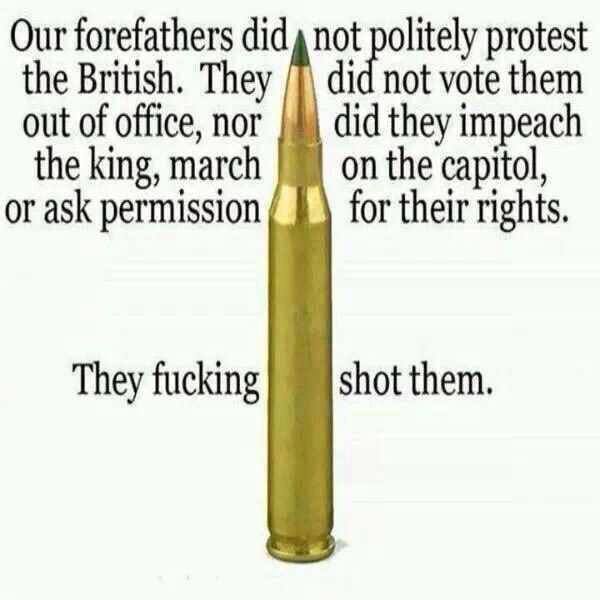 Our forefathers did not politely protest
the British. They did not vote them
out of office, nor did they impeach
the king, march on the capitol,
or ask permission for their rights.
They fucking shot them.